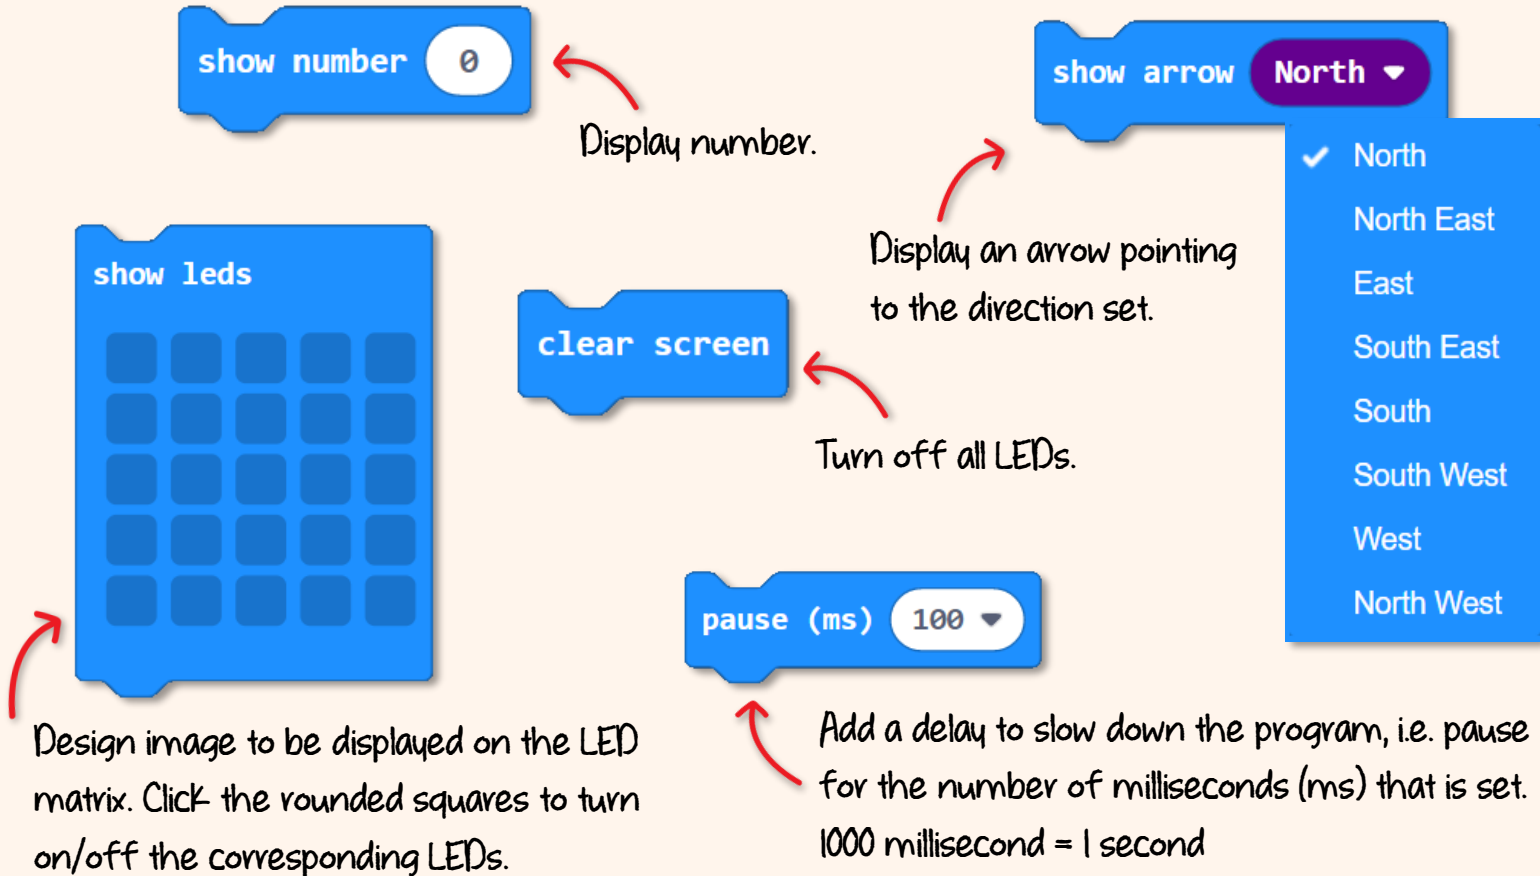 show number 0
Display number.
show arrow North
North
North East
East
South East
South
South West
West
North West
Display an arrow pointing
to the direction set.
show leds
clear screen
Turn off all LEDs.
Design image to be displayed on the LED
matrix. Click the rounded squares to turn
on/off the corresponding LEDs.
pause (ms) 100
Add a delay to slow down the program, i.e. pause
for the number of milliseconds (ms) that is set.
1000 millisecond = 1 second